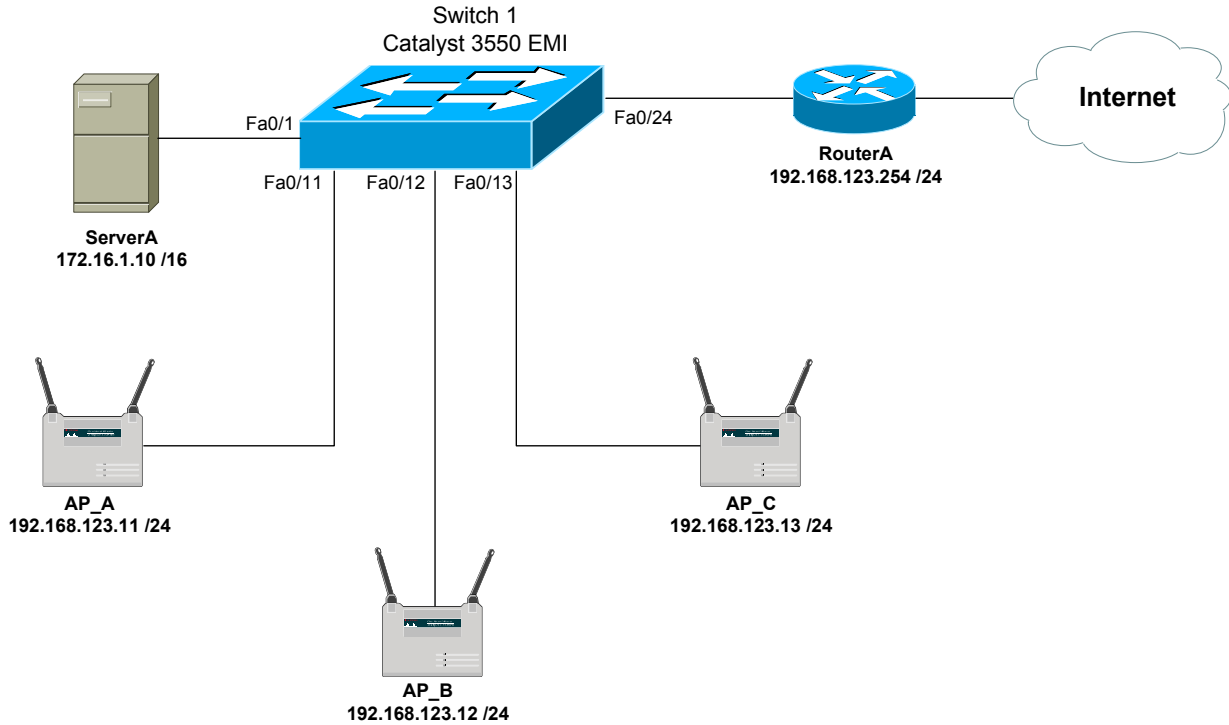 Switch 1
Catalyst 3550 EMI
Fa0/1
Fa0/24
Internet
Fa0/11
Fa0/12
Fa0/13
RouterA
192.168.123.254 /24
ServerA
172.16.1.10 /16
AP_A
192.168.123.11 /24
AP_C
192.168.123.13 /24
AP_B
192.168.123.12 /24